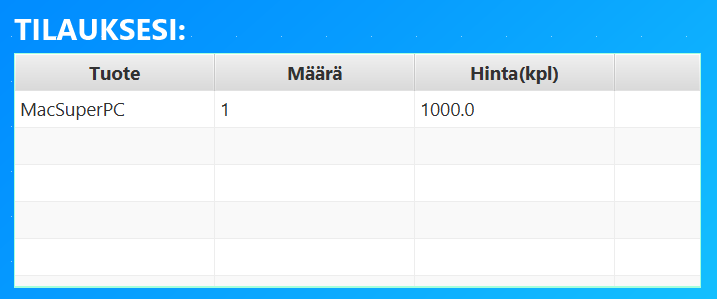 TILAUKSESI:
Tuote Määrä Hinta(kpl)
MacSuperPC 1 1000.0